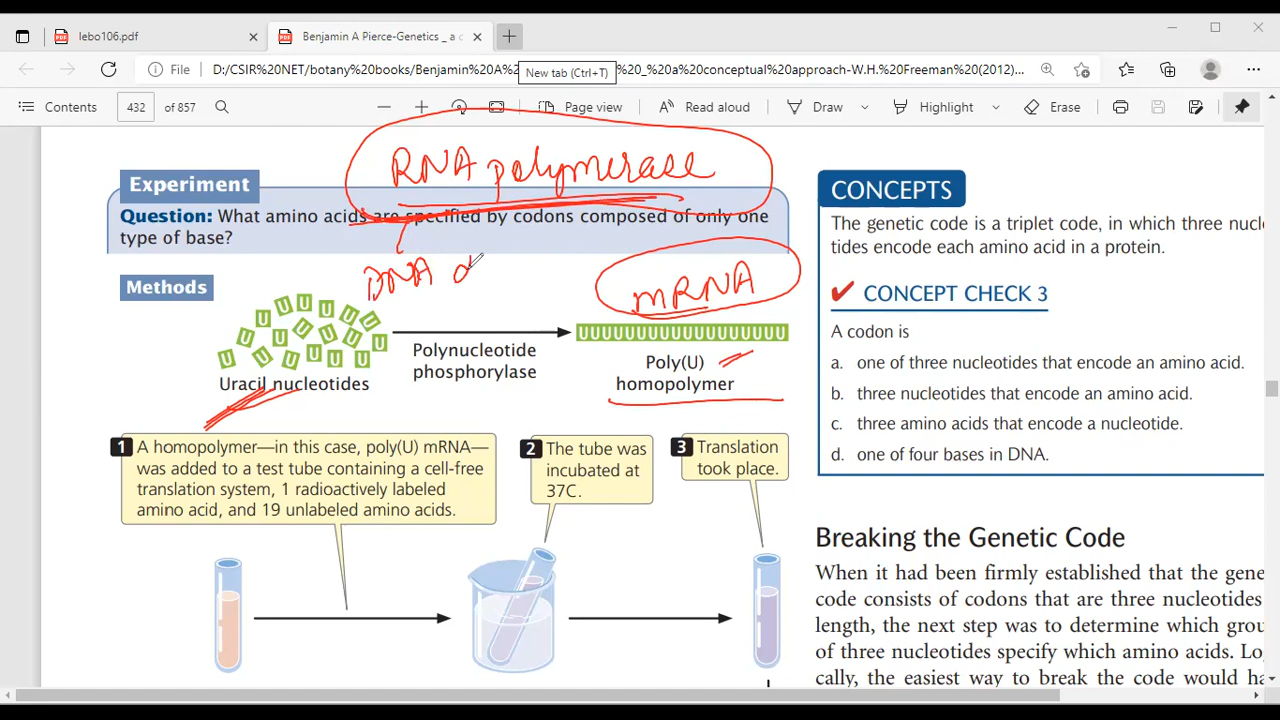 lebo106.pdf
Benjamin A Pierce-Genetics _ a c
New tab (Ctrl+T)
File
D:/CSIR%20NET/botany%20books/Benjamin%20A%2
%20_%20a%20conceptual%20approach-W.H.%20Freeman%20(2012)...
Contents
432 of 857
Page view
Read aloud
Draw
Highlight
Erase
RNA polymerase
Experiment
Question: What amino acids are specified by codons composed of only one
type of base?
DNA d
mRNA
Methods
U U U U U U U U U U U U U U U U U
UUUUUUUUUUUUUUUUUU
Polynucleotide
phosphorylase
Poly(U)
homopolymer
Uracil nucleotides
1 A homopolymer—in this case, poly(U) mRNA—
was added to a test tube containing a cell-free
translation system, 1 radioactively labeled
amino acid, and 19 unlabeled amino acids.
2 The tube was
incubated at
37C.
3 Translation
took place.
CONCEPTS
The genetic code is a triplet code, in which three nucle
tides encode each amino acid in a protein.
✔ CONCEPT CHECK 3
A codon is
a. one of three nucleotides that encode an amino acid.
b. three nucleotides that encode an amino acid.
c. three amino acids that encode a nucleotide.
d. one of four bases in DNA.
Breaking the Genetic Code
When it had been firmly established that the gene
code consists of codons that are three nucleotides
length, the next step was to determine which grou
of three nucleotides specify which amino acids. Lo
cally, the easiest way to break the code would ha